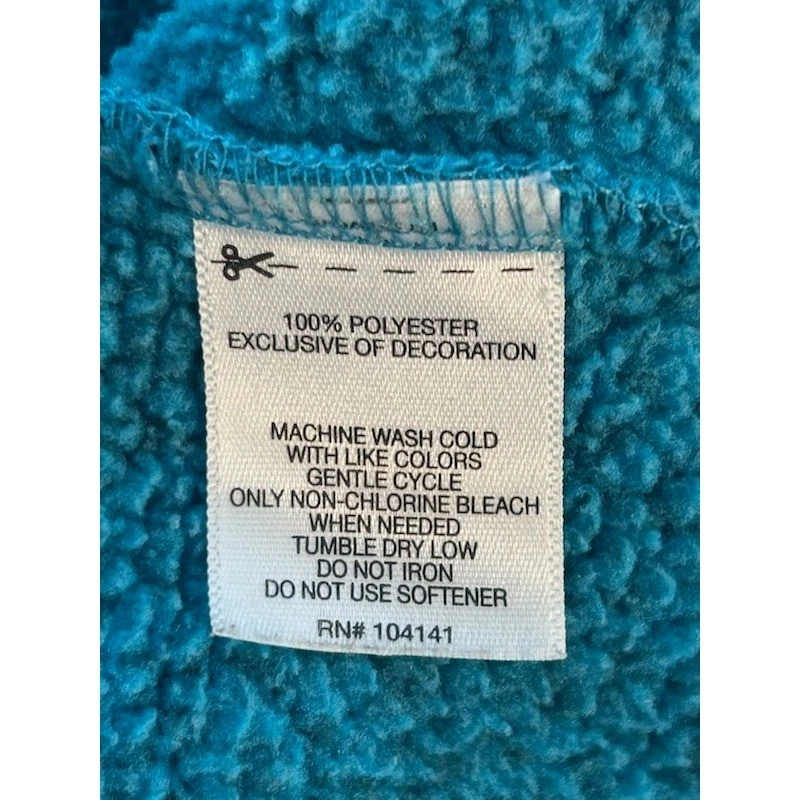 100% POLYESTER
EXCLUSIVE OF DECORATION
MACHINE WASH COLD
WITH LIKE COLORS
GENTLE CYCLE
ONLY NON-CHLORINE BLEACH
WHEN NEEDED
TUMBLE DRY LOW
DO NOT IRON
DO NOT USE SOFTENER
RN# 104141